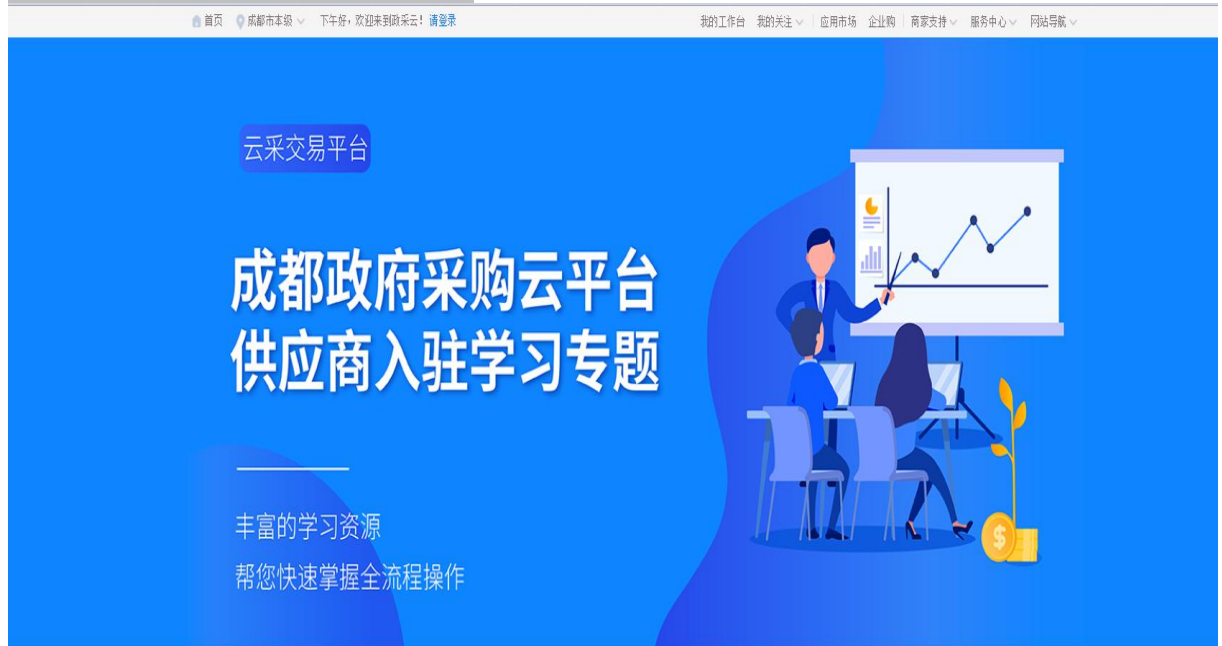 首页 成都市本级 下午好，欢迎来到政采云！请登录 我的工作台 我的关注 应用市场 企业购 商家支持 服务中心 网站导航
云采交易平台
成都政府采购云平台
供应商入驻学习专题
丰富的学习资源
帮您快速掌握全流程操作
$